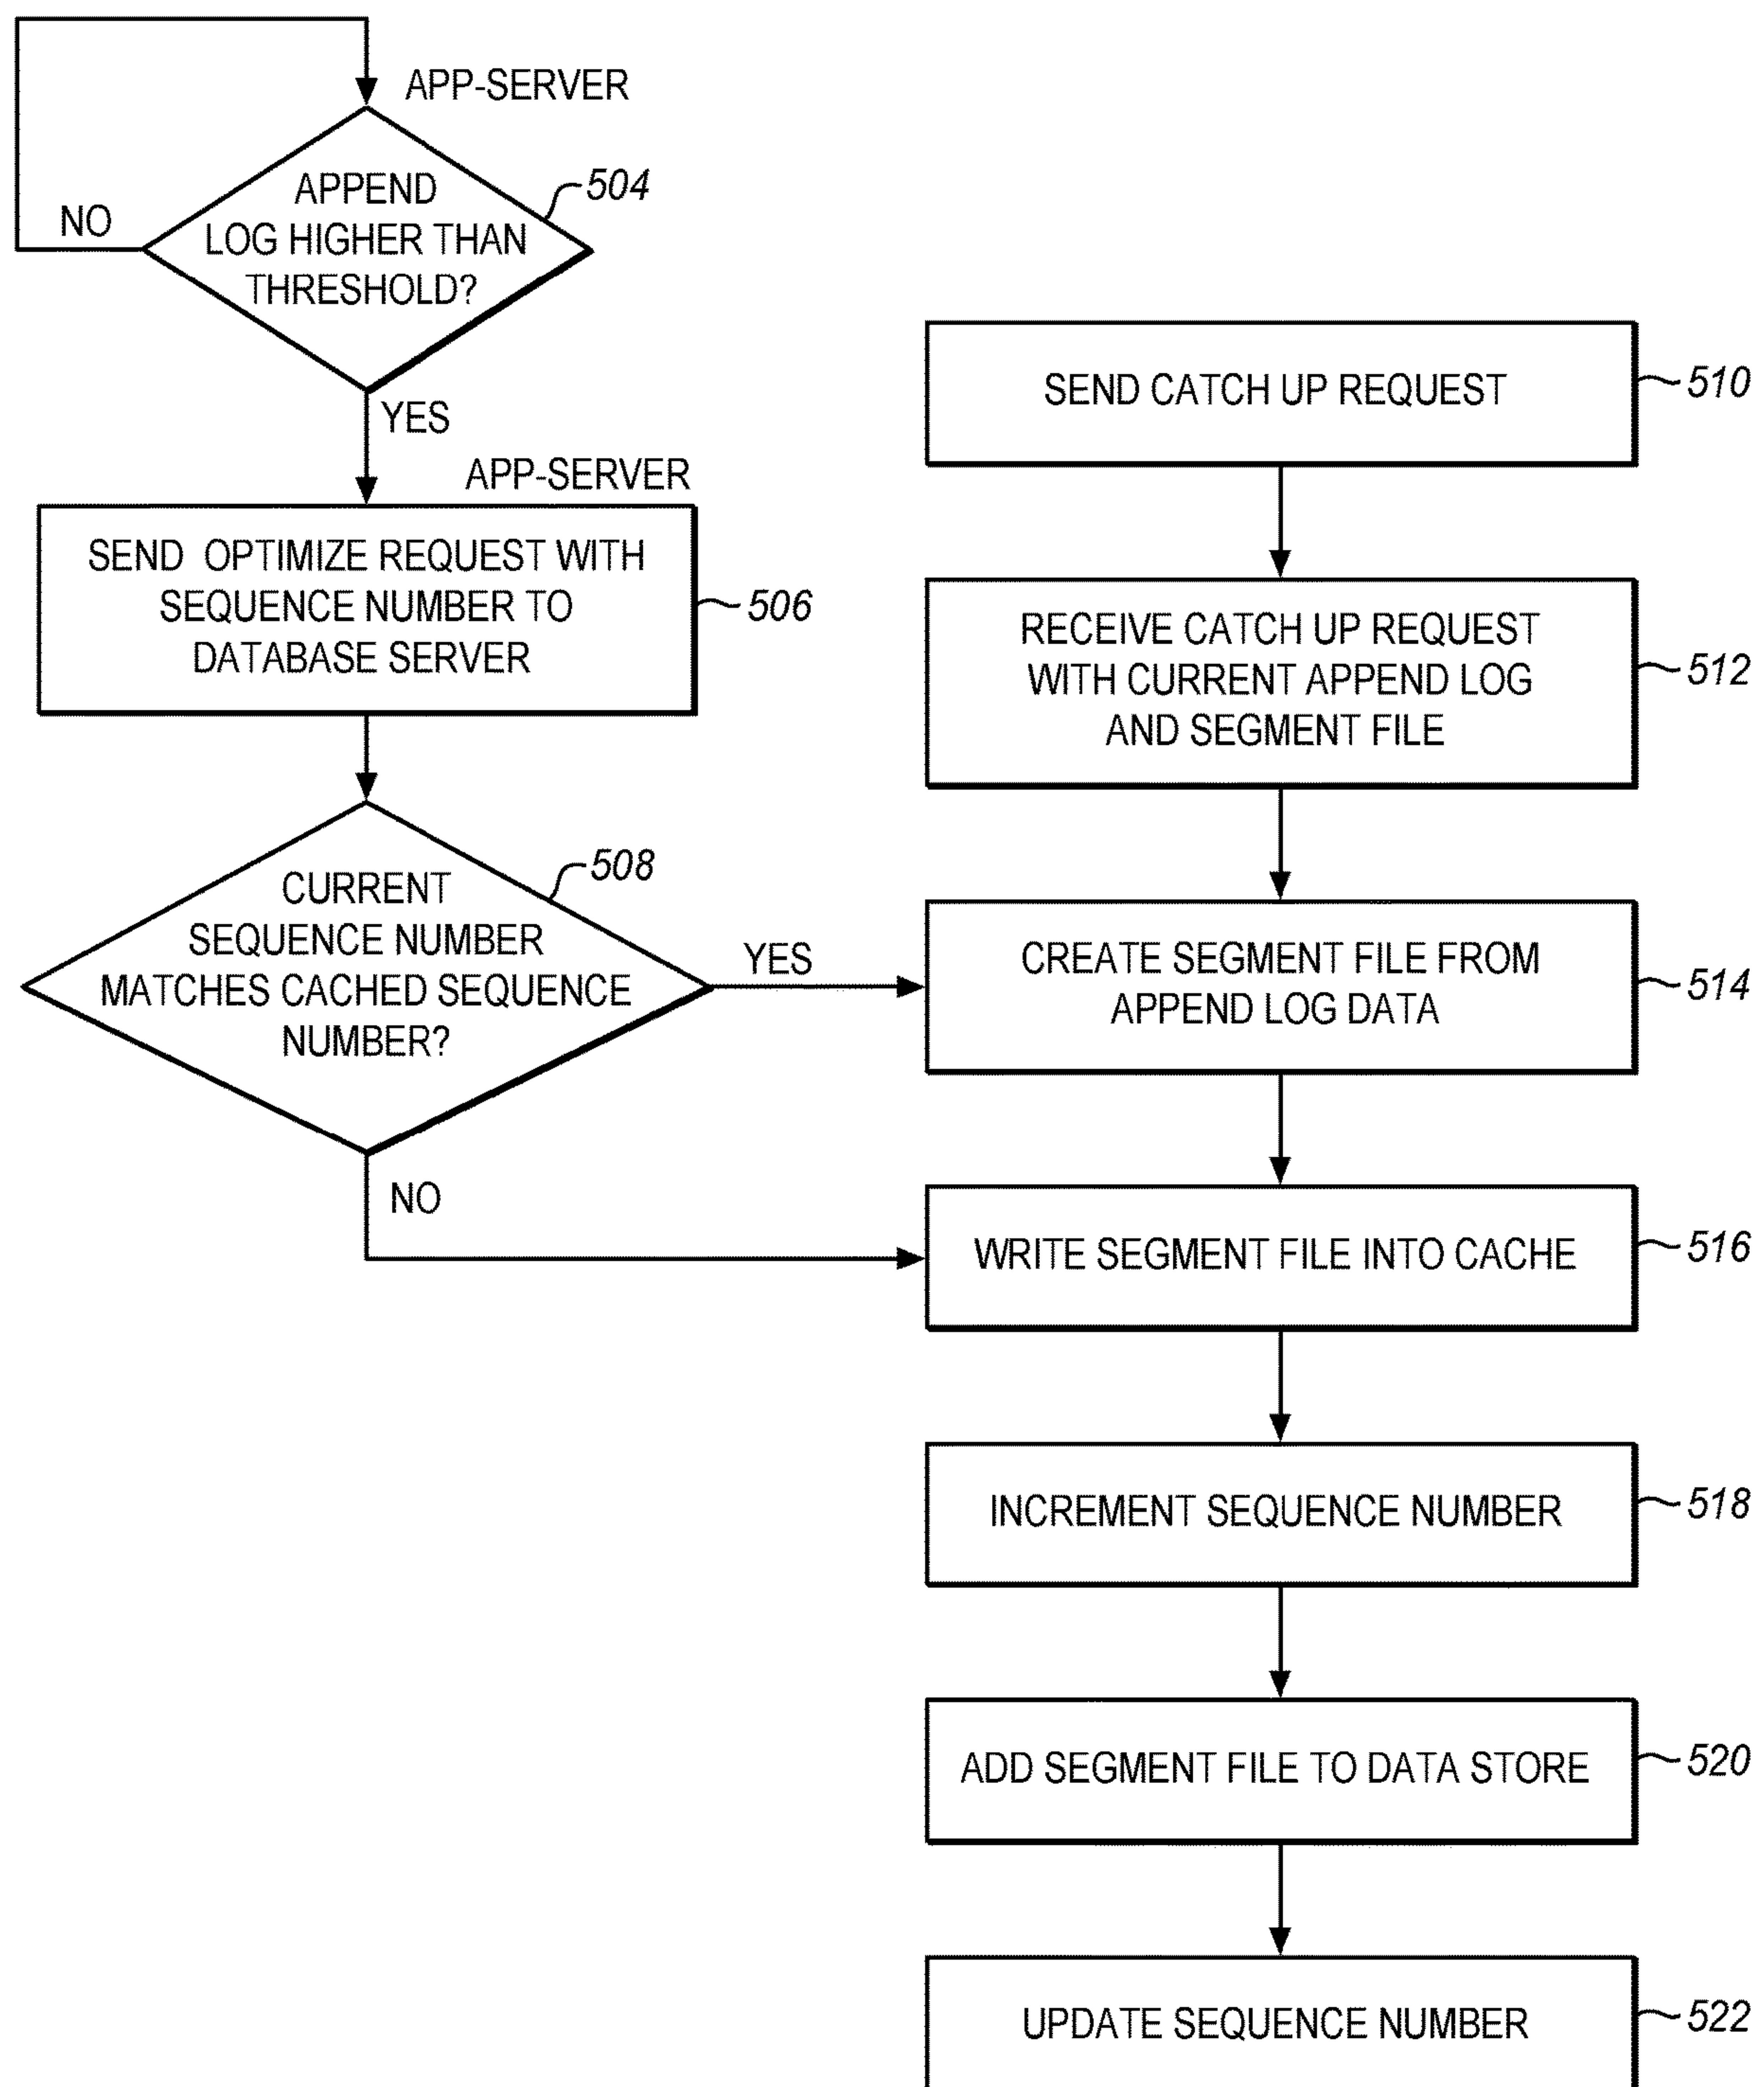 APP-SERVER
APPEND
LOG HIGHER THAN
THRESHOLD?
504
NO
YES
APP-SERVER
SEND OPTIMIZE REQUEST WITH
SEQUENCE NUMBER TO
DATABASE SERVER
506
CURRENT
SEQUENCE NUMBER
MATCHES CACHED SEQUENCE
NUMBER?
508
YES
NO
SEND CATCH UP REQUEST
510
RECEIVE CATCH UP REQUEST
WITH CURRENT APPEND LOG
AND SEGMENT FILE
512
CREATE SEGMENT FILE FROM
APPEND LOG DATA
514
WRITE SEGMENT FILE INTO CACHE
516
INCREMENT SEQUENCE NUMBER
518
ADD SEGMENT FILE TO DATA STORE
520
UPDATE SEQUENCE NUMBER
522